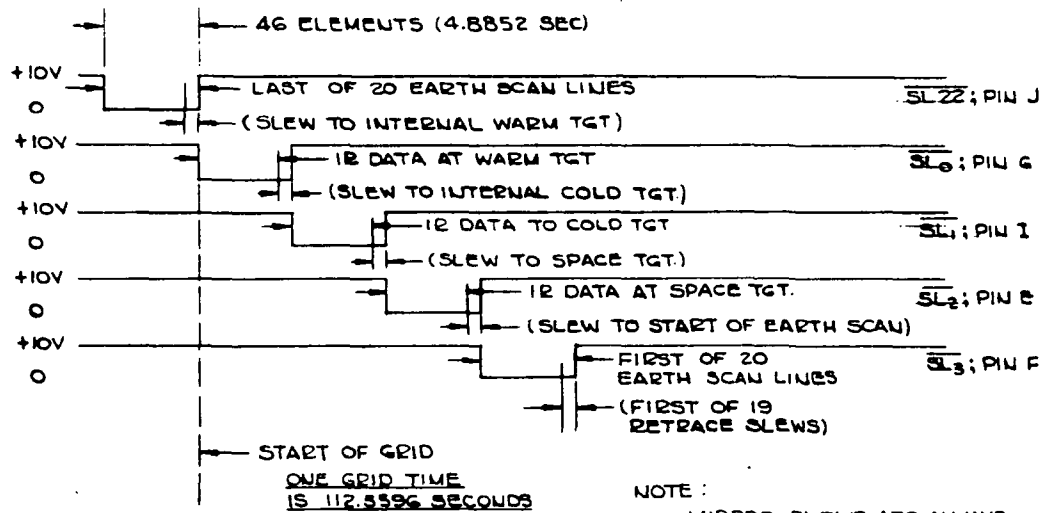 46 ELEMENTS (4.8852 SEC)
+10V
LAST OF 20 EARTH SCAN LINES
SL22; PIN J
0
(SLEW TO INTERNAL WARM TGT)
+10V
IR DATA AT WARM TGT
SL0; PIN G
0
(SLEW TO INTERNAL COLD TGT.)
+10V
IR DATA TO COLD TGT
SL1; PIN I
0
(SLEW TO SPACE TGT.)
+10V
IR DATA AT SPACE TGT.
SL2; PIN E
0
(SLEW TO START OF EARTH SCAN)
+10V
FIRST OF 20
EARTH SCAN LINES
SL3; PIN F
0
(FIRST OF 19
RETRACE SLEWS)
START OF GRID
ONE GRID TIME
IS 112.3596 SECONDS
NOTE: